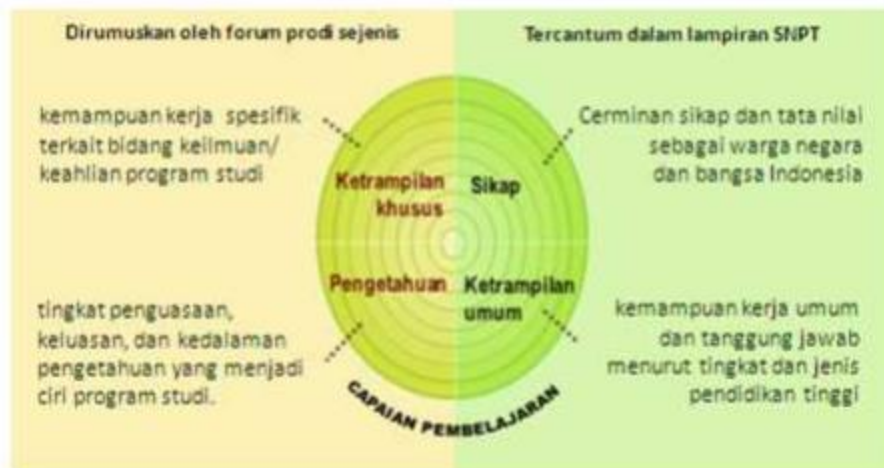 Dirumuskan oleh forum prodi sejenis
Tercantum dalam lampiran SNPT
kemampuan kerja spesifik
terkait bidang keilmuan/
keahlian program studi
Cerminan sikap dan tata nilai
sebagai warga negara
dan bangsa Indonesia
Ketrampilan
khusus
Sikap
Pengetahuan
Ketrampilan
umum
tingkat penguasaan,
keluasan, dan kedalaman
pengetahuan yang menjadi
ciri program studi.
kemampuan kerja umum
dan tanggung jawab
menurut tingkat dan jenis
pendidikan tinggi
CAPAIAN PEMBELAJARAN